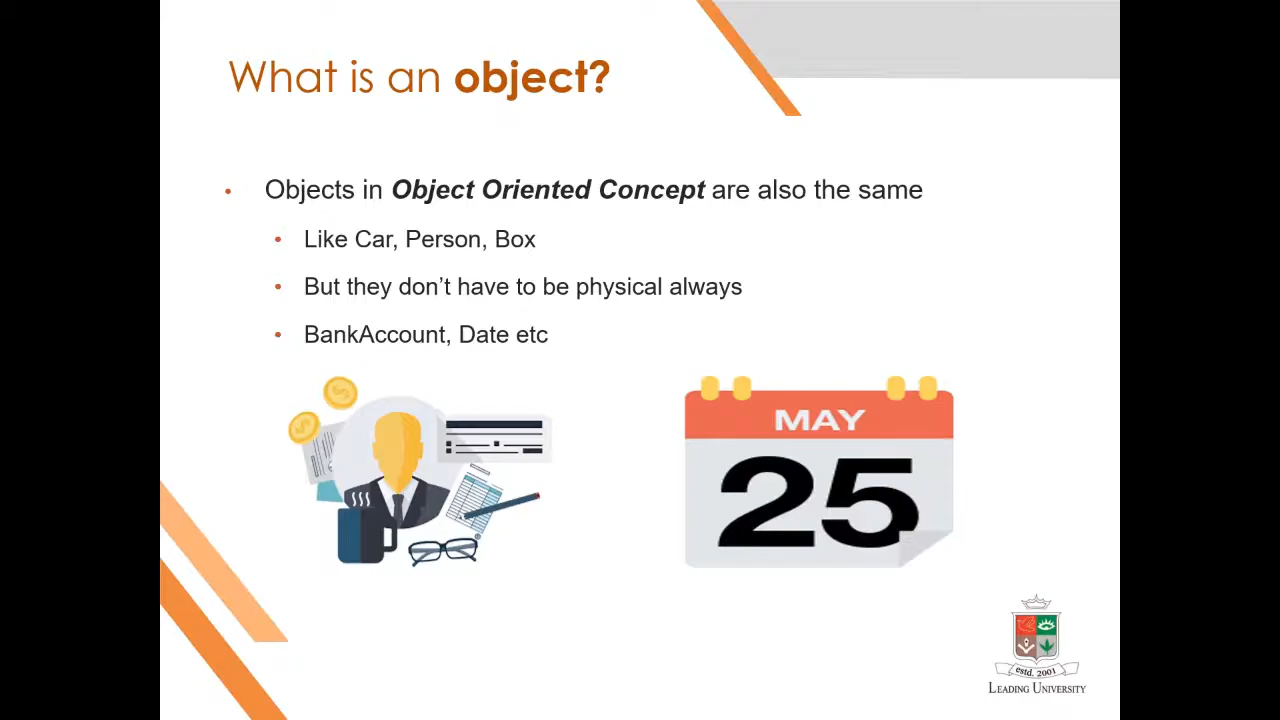 What is an object?
• Objects in Object Oriented Concept are also the same
• Like Car, Person, Box
• But they don’t have to be physical always
• BankAccount, Date etc
MAY
25
estd. 2001
LEADING UNIVERSITY